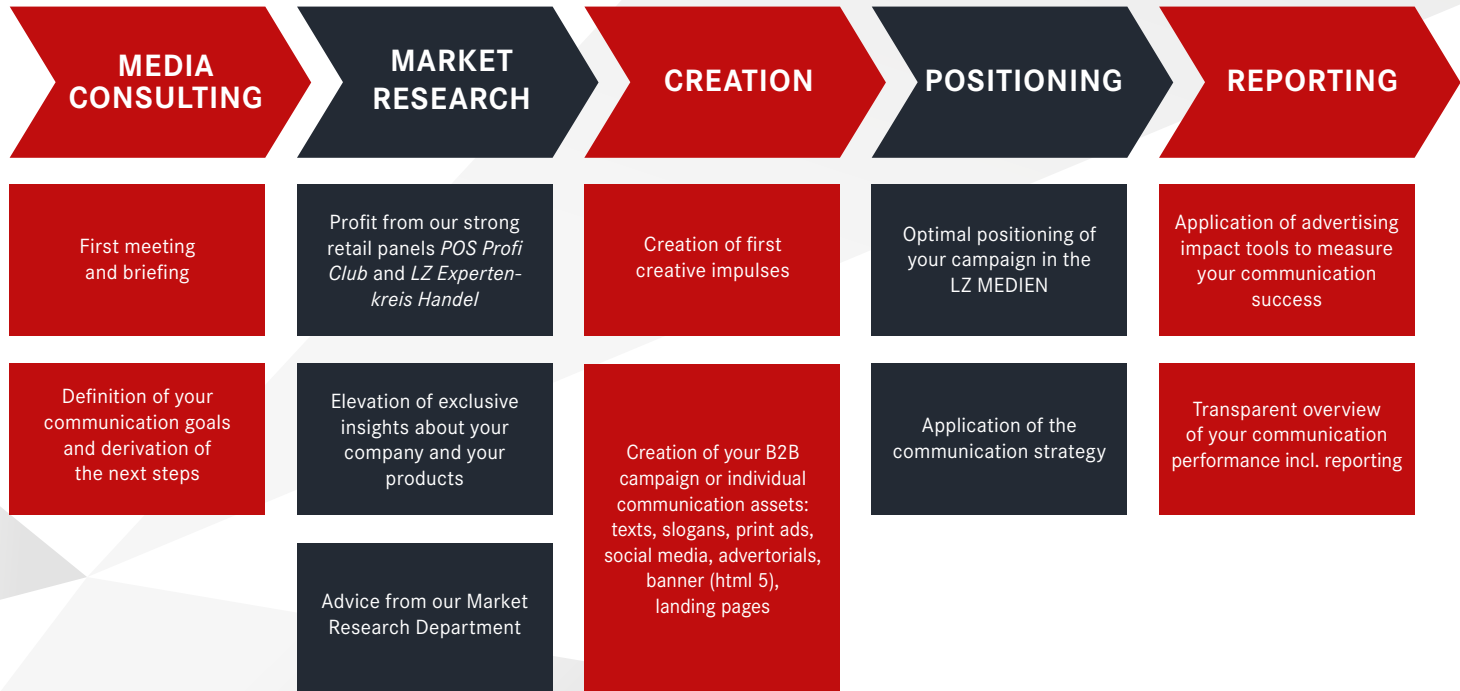 MEDIA
CONSULTING
MARKET
RESEARCH
CREATION
POSITIONING
REPORTING
First meeting
and briefing
Profit from our strong
retail panels POS Profi
Club and LZ Experten-
kreis Handel
Creation of first
creative impulses
Optimal positioning of
your campaign in the
LZ MEDIEN
Application of advertising
impact tools to measure
your communication
success
Definition of your
communication goals
and derivation of
the next steps
Elevation of exclusive
insights about your
company and your
products
Creation of your B2B
campaign or individual
communication assets:
texts, slogans, print ads,
social media, advertorials,
banner (html 5),
landing pages
Application of the
communication strategy
Transparent overview
of your communication
performance incl. reporting
Advice from our Market
Research Department